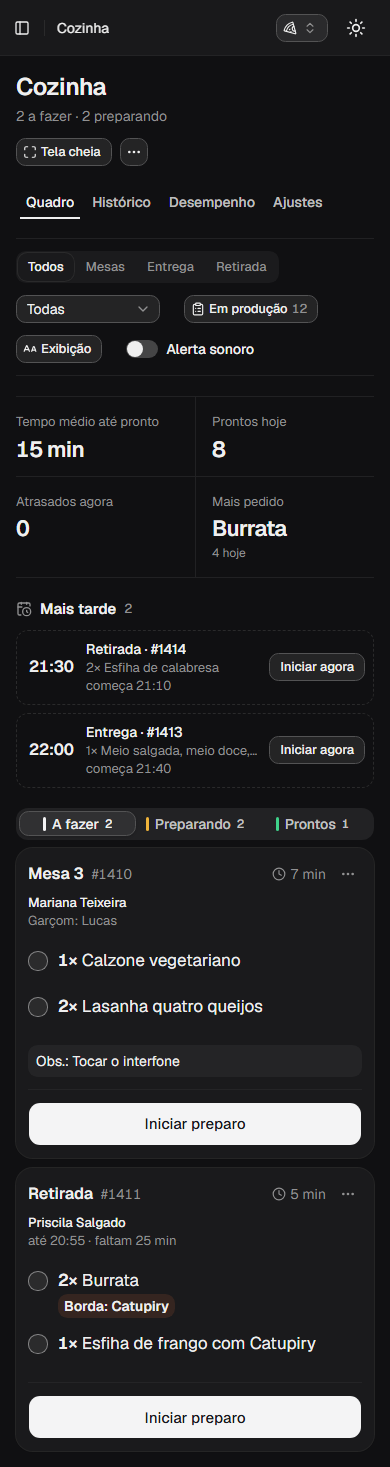 Cozinha
Cozinha
2 a fazer · 2 preparando
Tela cheia
Quadro Histórico Desempenho Ajustes
Todos Mesas Entrega Retirada
Todas Em produção 12
AA Exibição Alerta sonoro
Tempo médio até pronto Prontos hoje
15 min 8
Atrasados agora Mais pedido
0 Burrata
4 hoje
Mais tarde 2
Retirada · #1414
21:30 2× Esfiha de calabresa Iniciar agora
começa 21:10
Entrega · #1413
22:00 1× Meio salgada, meio doce,... Iniciar agora
começa 21:40
A fazer 2 Preparando 2 Prontos 1
Mesa 3 #1410 7 min
Mariana Teixeira
Garçom: Lucas
1× Calzone vegetariano
2× Lasanha quatro queijos
Obs.: Tocar o interfone
Iniciar preparo
Retirada #1411 5 min
Priscila Salgado
até 20:55 · faltam 25 min
2× Burrata
Borda: Catupiry
1× Esfiha de frango com Catupiry
Iniciar preparo